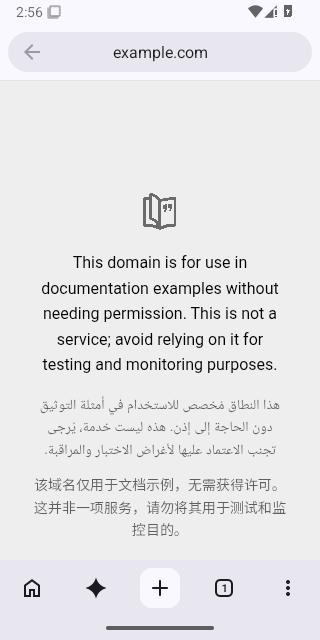 2:56
example.com
This domain is for use in
documentation examples without
needing permission. This is not a
service; avoid relying on it for
testing and monitoring purposes.
هذا النطاق مُخصص للاستخدام في أمثلة التوثيق
دون الحاجة إلى إذن. هذه ليست خدمة، يُرجى
تجنب الاعتماد عليها لأغراض الاختبار والمراقبة.
该域名仅用于文档示例，无需获得许可。
这并非一项服务，请勿将其用于测试和监
控目的。
1